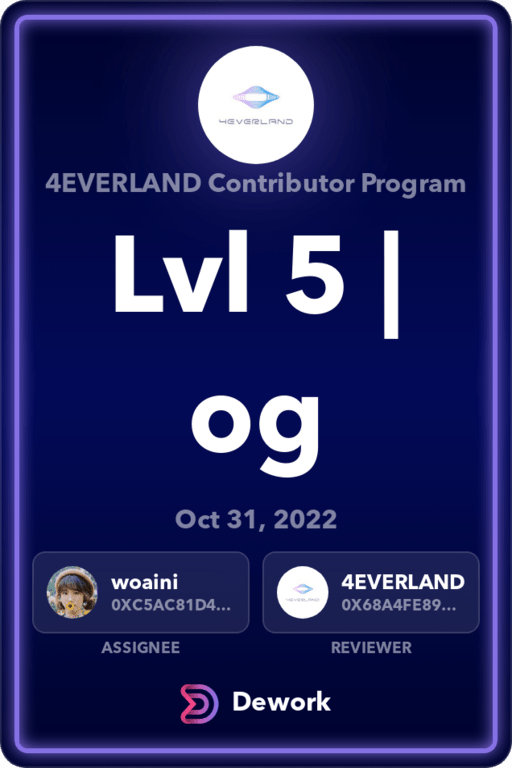 4EVERLAND
4EVERLAND Contributor Program
Lvl 5 |
og
Oct 31, 2022
woaini
0XC5AC81D4...
ASSIGNEE
4EVERLAND
0X68A4FE89...
REVIEWER
4EVERLAND
Dework